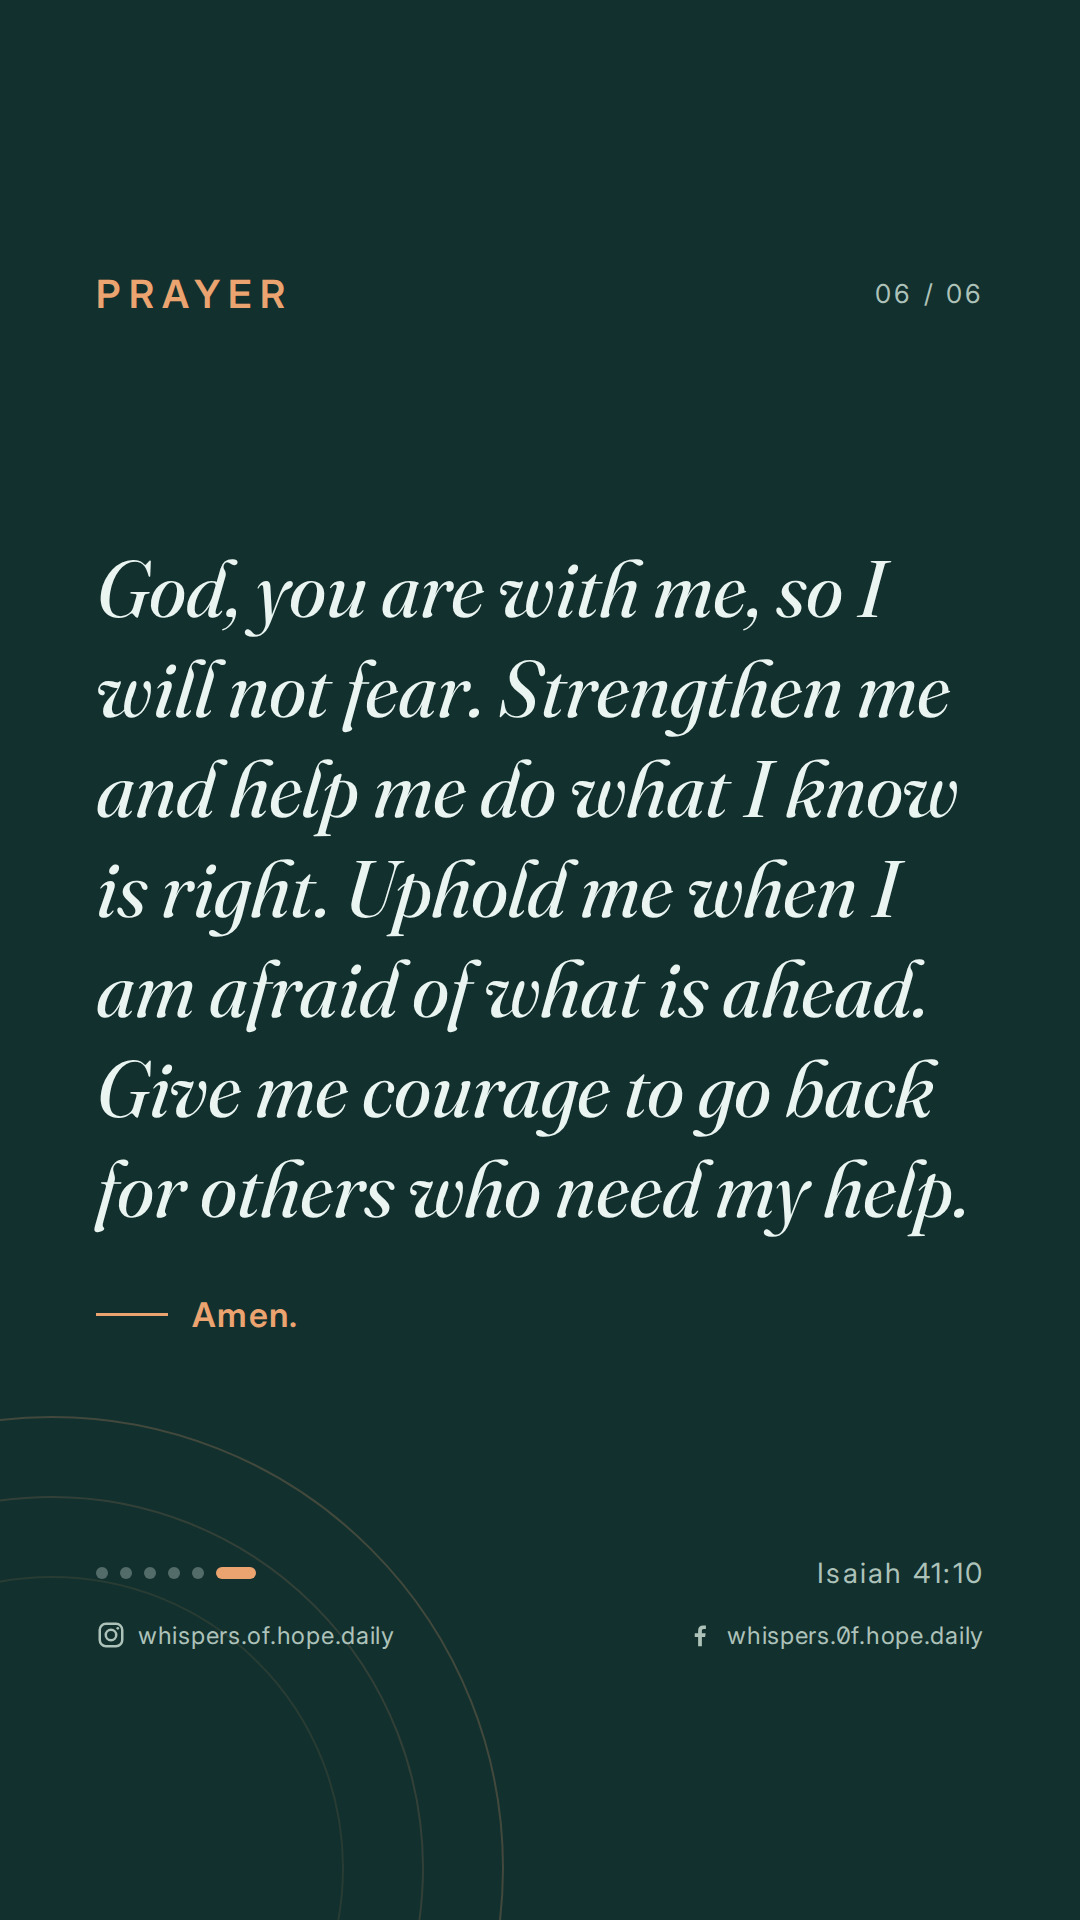 PRAYER
06 / 06
God, you are with me, so I
will not fear. Strengthen me
and help me do what I know
is right. Uphold me when I
am afraid of what is ahead.
Give me courage to go back
for others who need my help.
Amen.
Isaiah 41:10
whispers.of.hope.daily
whispers.0f.hope.daily